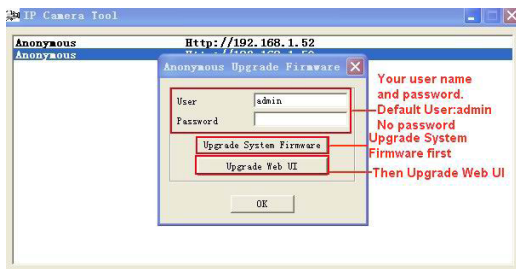 IP Camera Tool
Anonymous Http://192.168.1.52
Anonymous
Anonymous Upgrade Firmware
User admin
Password
Upgrade System Firmware
Upgrade Web UI
OK
Your user name
and password.
Default User:admin
No password
Upgrade System
Firmware first
Then Upgrade Web UI